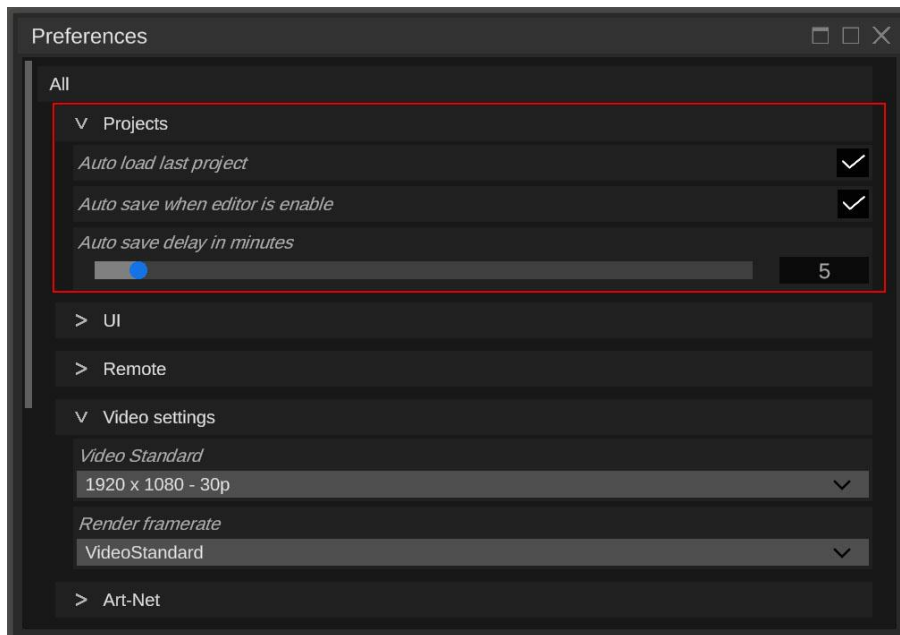 Preferences
All
Projects
Auto load last project
Auto save when editor is enable
Auto save delay in minutes
5
UI
Remote
Video settings
Video Standard
1920 x 1080 - 30p
Render framerate
VideoStandard
Art-Net